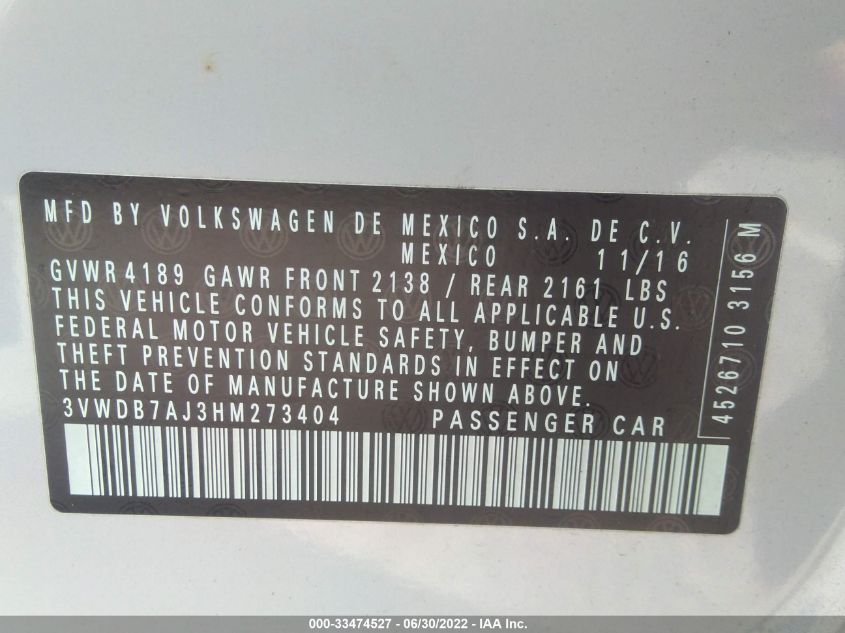 MFD BY VOLKSWAGEN DE MEXICO S.A. DE C.V.
MEXICO 11/16
GVWR 4189 GAWR FRONT 2138 / REAR 2161 LBS
THIS VEHICLE CONFORMS TO ALL APPLICABLE U.S.
FEDERAL MOTOR VEHICLE SAFETY, BUMPER AND
THEFT PREVENTION STANDARDS IN EFFECT ON
THE DATE OF MANUFACTURE SHOWN ABOVE.
3VWDB7AJ3HM273404 PASSENGER CAR
4526710 3156 M
000-33474527 - 06/30/2022 - IAA Inc.